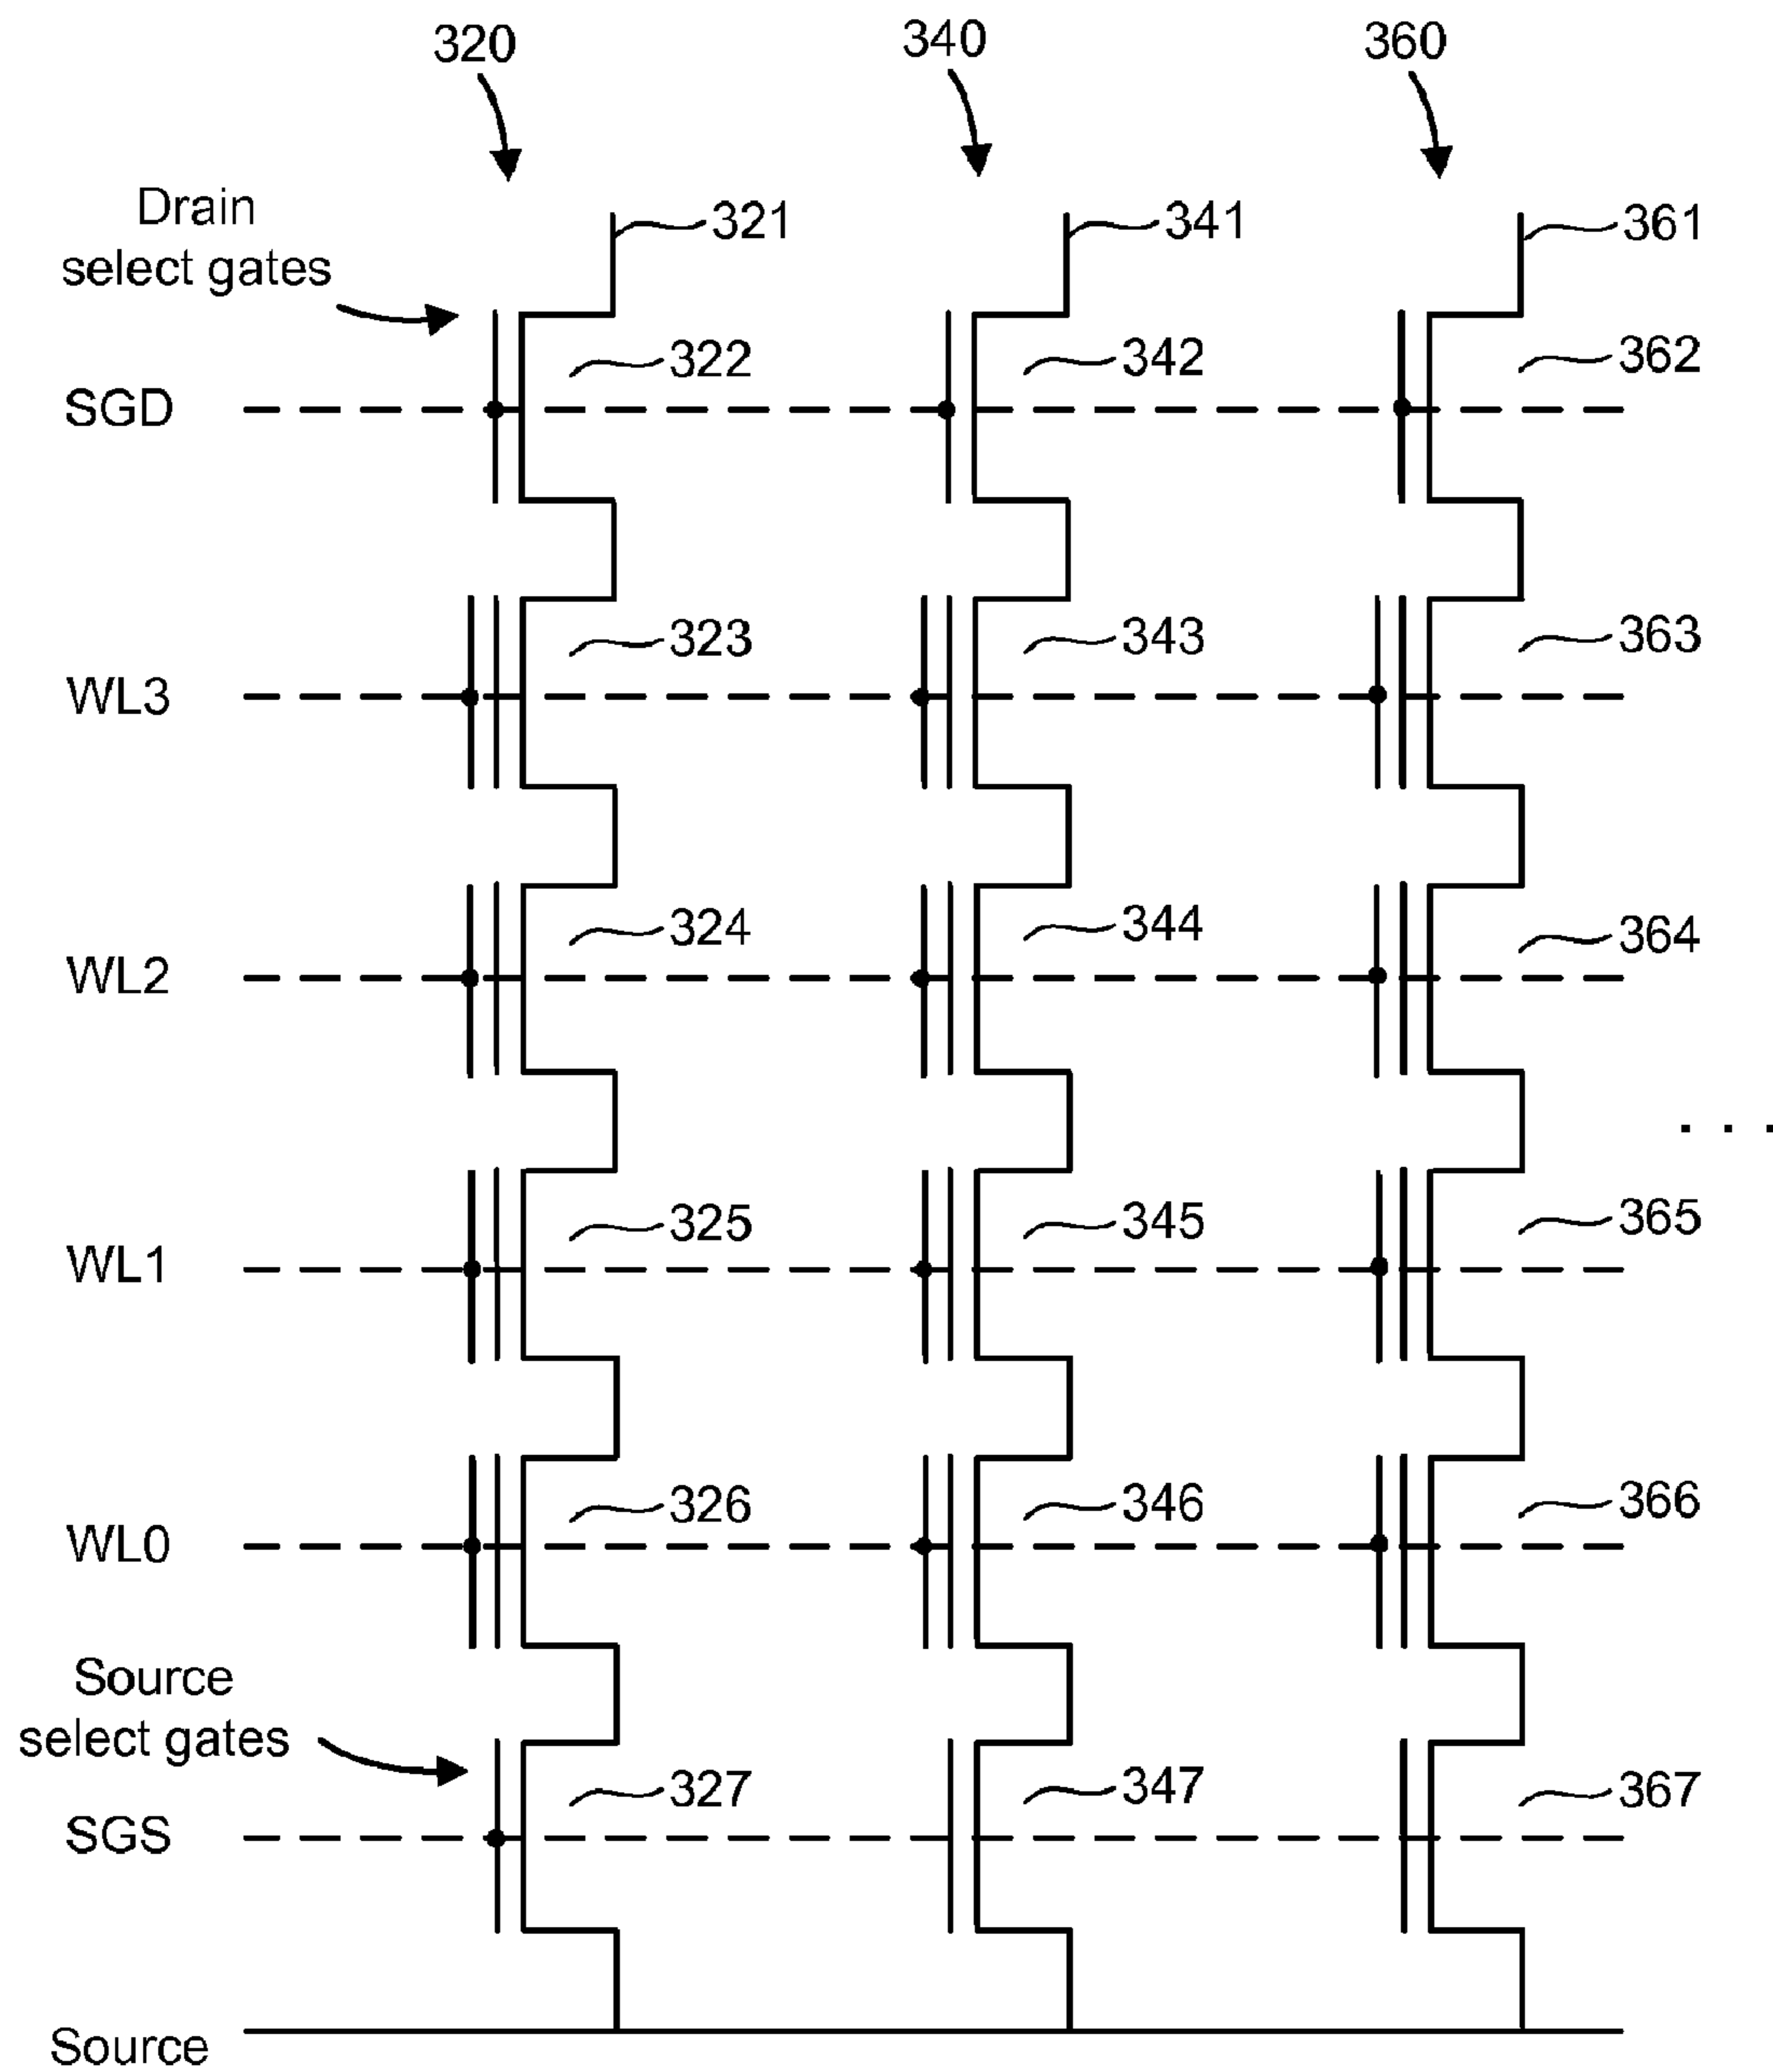 320 340 360
Drain
select gates
321 341 361
322 342 362
SGD
323 343 363
WL3
324 344 364
WL2
. . .
325 345 365
WL1
326 346 366
WL0
Source
select gates
327 347 367
SGS
Source